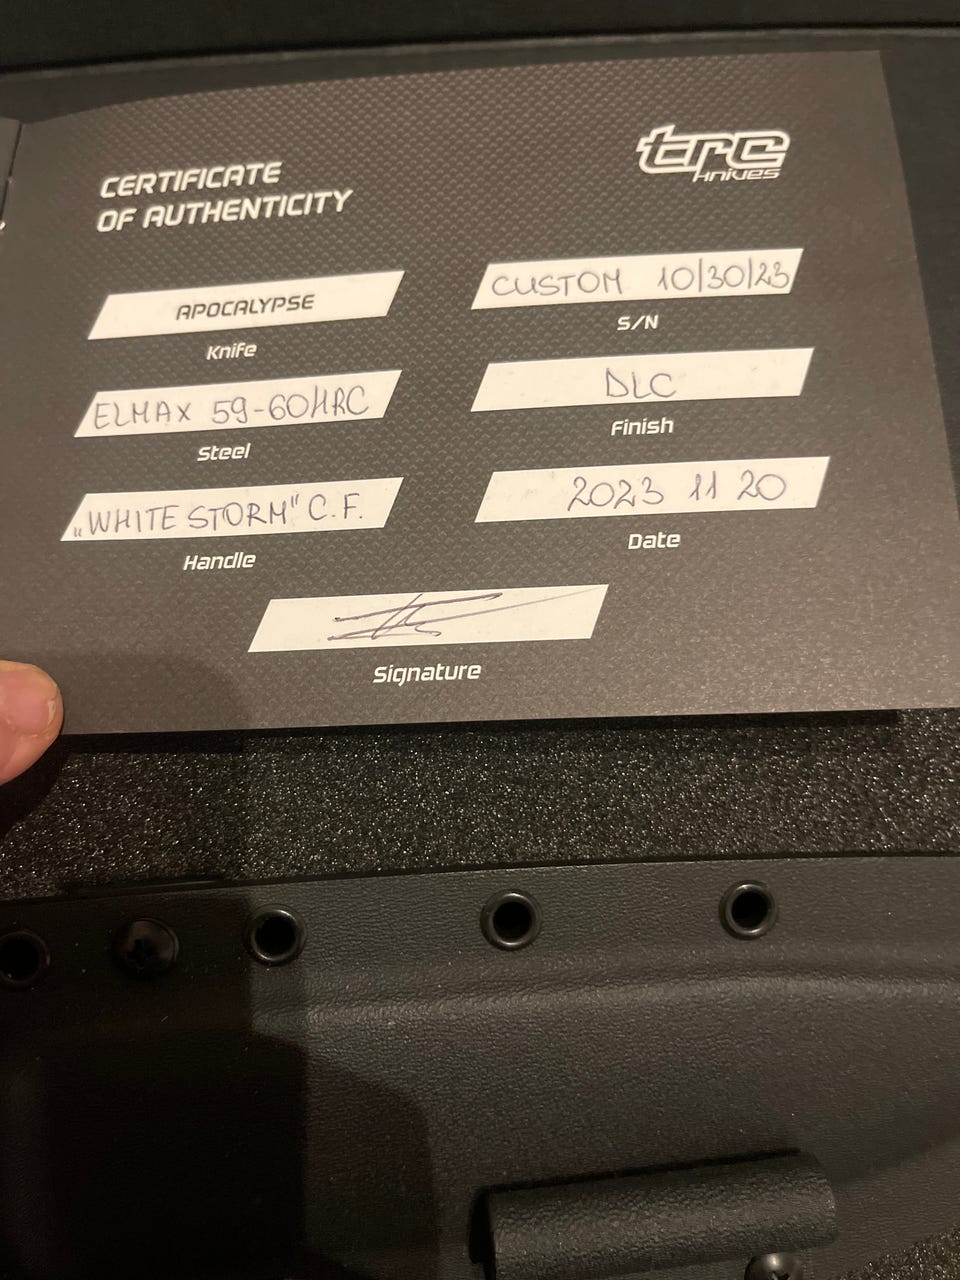 CERTIFICATE
OF AUTHENTICITY
trc
knives
APOCALYPSE
Knife
CUSTOM 10/30/23
S/N
ELMAX 59-60HRC
Steel
DLC
Finish
„WHITE STORM" C.F.
Handle
2023 11 20
Date
Signature